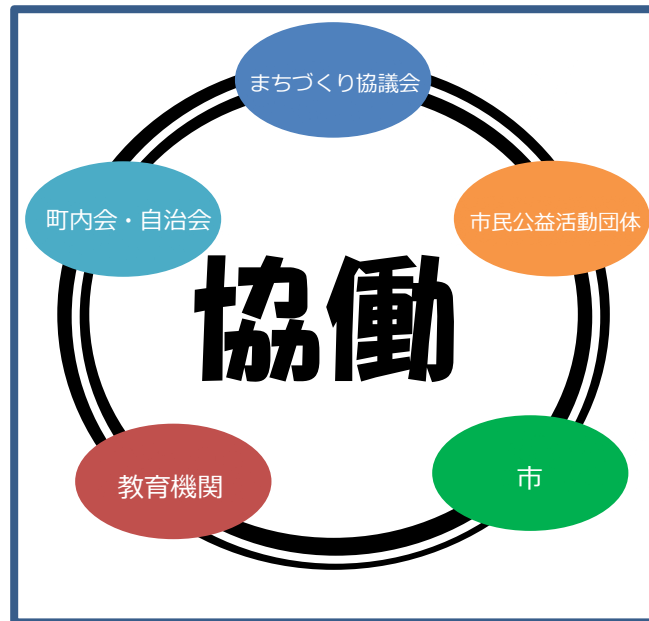 まちづくり協議会
町内会・自治会
市民公益活動団体
協働
教育機関
市